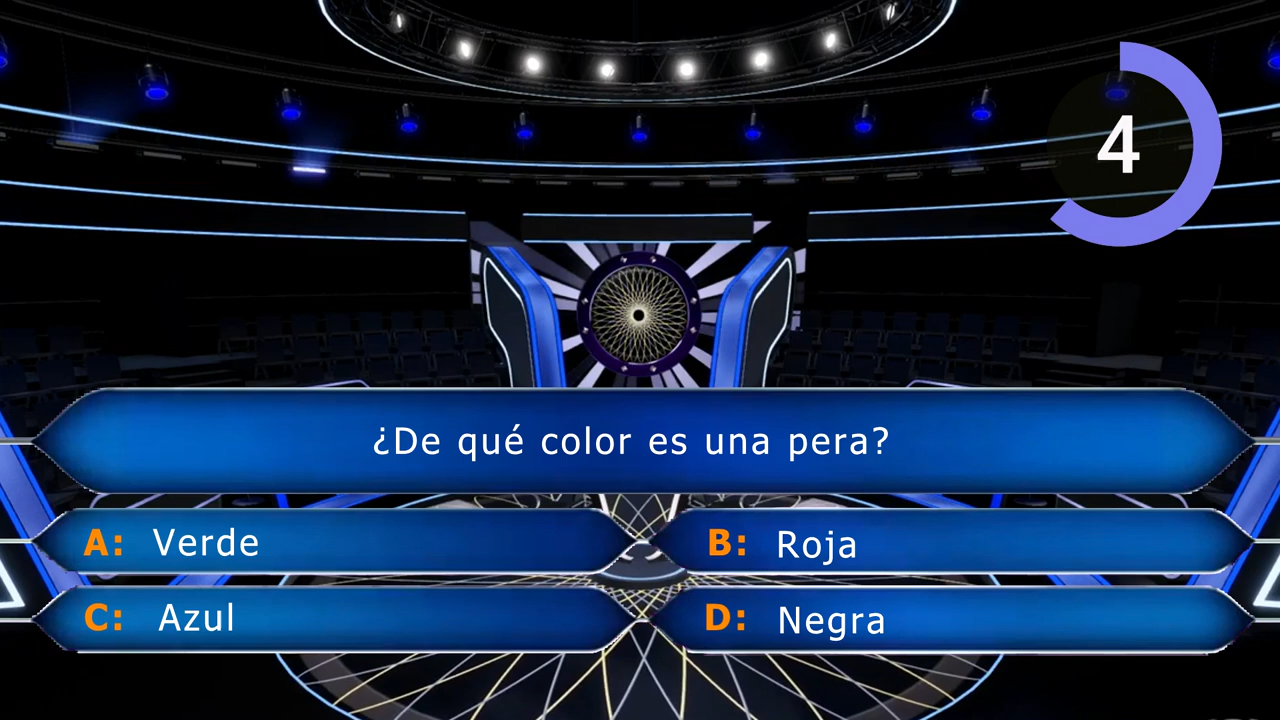 4
¿De qué color es una pera?
A: Verde
B: Roja
C: Azul
D: Negra